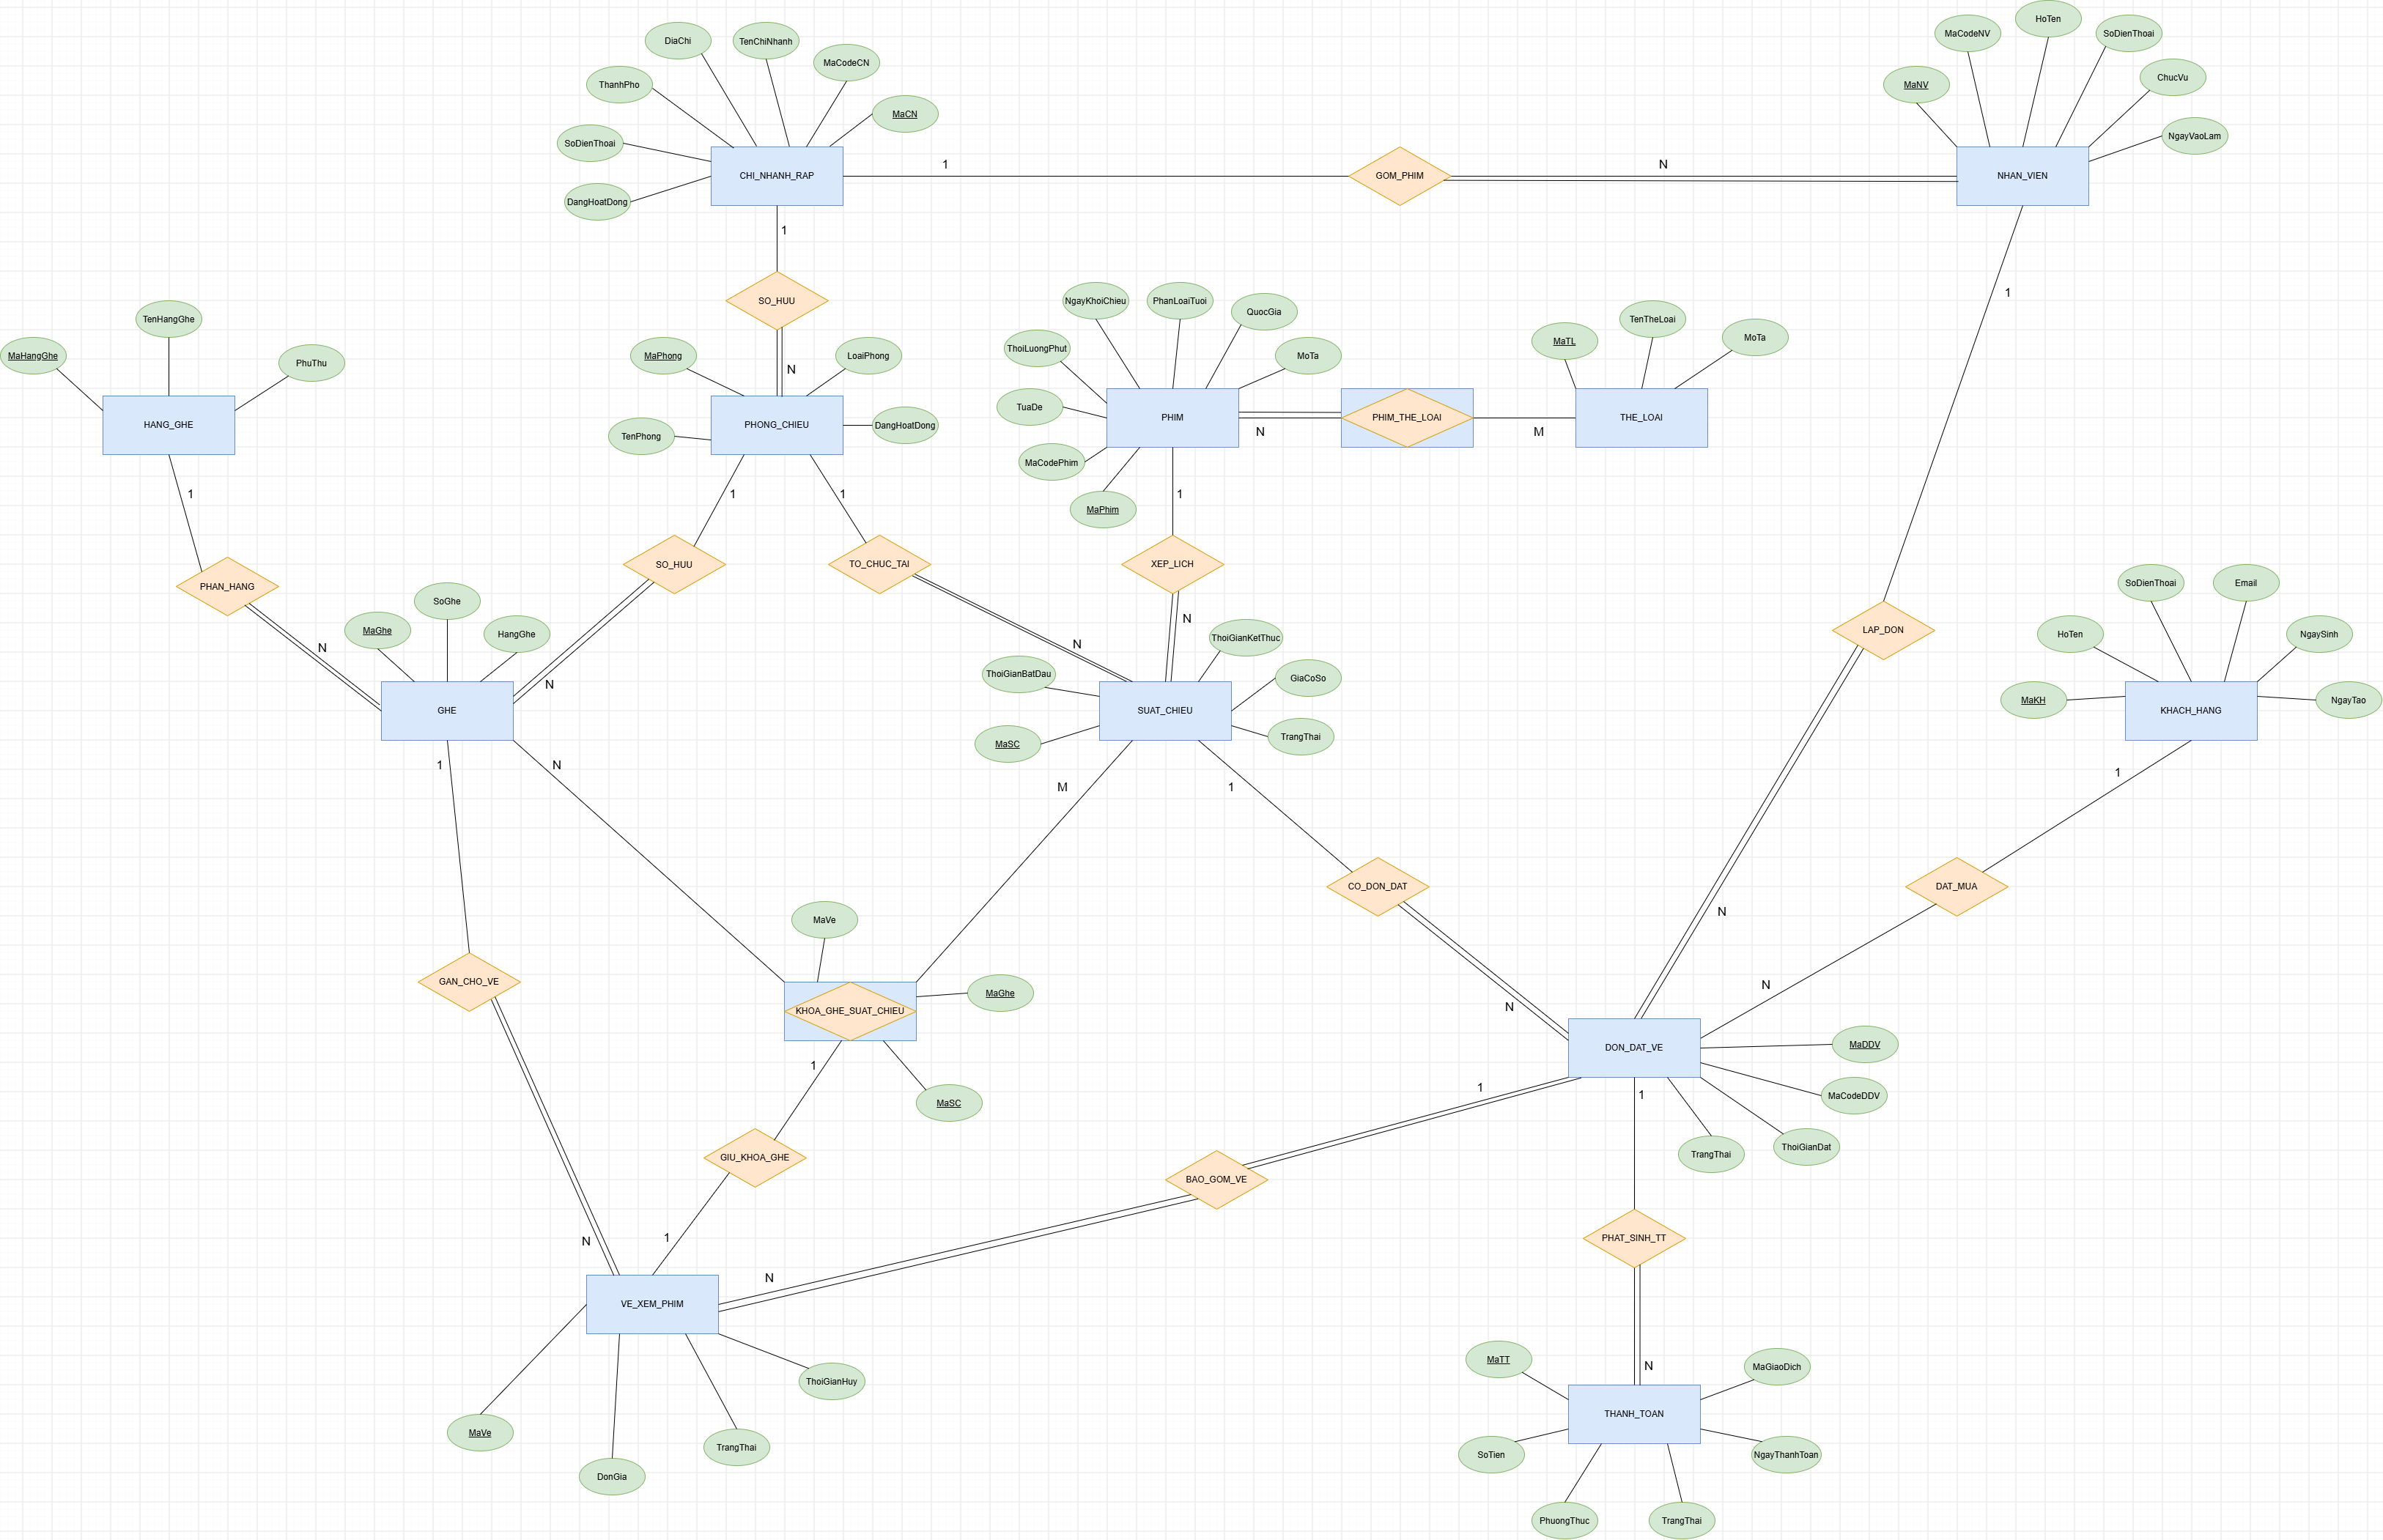 HoTen
MaCodeNV
SoDienThoai
DiaChi
TenChiNhanh
MaCodeCN
ChucVu
ThanhPho
MaNV
MaCN
NgayVaoLam
SoDienThoai
1
N
CHI_NHANH_RAP
GOM_PHIM
NHAN_VIEN
DangHoatDong
1
1
SO_HUU
NgayKhoiChieu
PhanLoaiTuoi
QuocGia
TenHangGhe
TenTheLoai
MoTa
MaTL
ThoiLuongPhut
MaHangGhe
PhuThu
MaPhong
LoaiPhong
MoTa
N
TuaDe
PHIM
PHIM_THE_LOAI
THE_LOAI
HANG_GHE
PHONG_CHIEU
DangHoatDong
TenPhong
N
M
MaCodePhim
1
1
1
1
MaPhim
SO_HUU
TO_CHUC_TAI
XEP_LICH
PHAN_HANG
SoDienThoai
Email
SoGhe
N
MaGhe
HangGhe
ThoiGianKetThuc
LAP_DON
HoTen
NgaySinh
N
N
ThoiGianBatDau
GiaCoSo
N
MaKH
NgayTao
GHE
SUAT_CHIEU
KHACH_HANG
MaSC
TrangThai
1
N
1
M
1
CO_DON_DAT
DAT_MUA
N
MaVe
GAN_CHO_VE
N
MaGhe
N
KHOA_GHE_SUAT_CHIEU
DON_DAT_VE
MaDDV
1
1
1
MaCodeDDV
MaSC
ThoiGianDat
TrangThai
GIU_KHOA_GHE
BAO_GOM_VE
N
1
PHAT_SINH_TT
N
VE_XEM_PHIM
MaTT
N
MaGiaoDich
ThoiGianHuy
THANH_TOAN
MaVe
TrangThai
SoTien
NgayThanhToan
DonGia
PhuongThuc
TrangThai